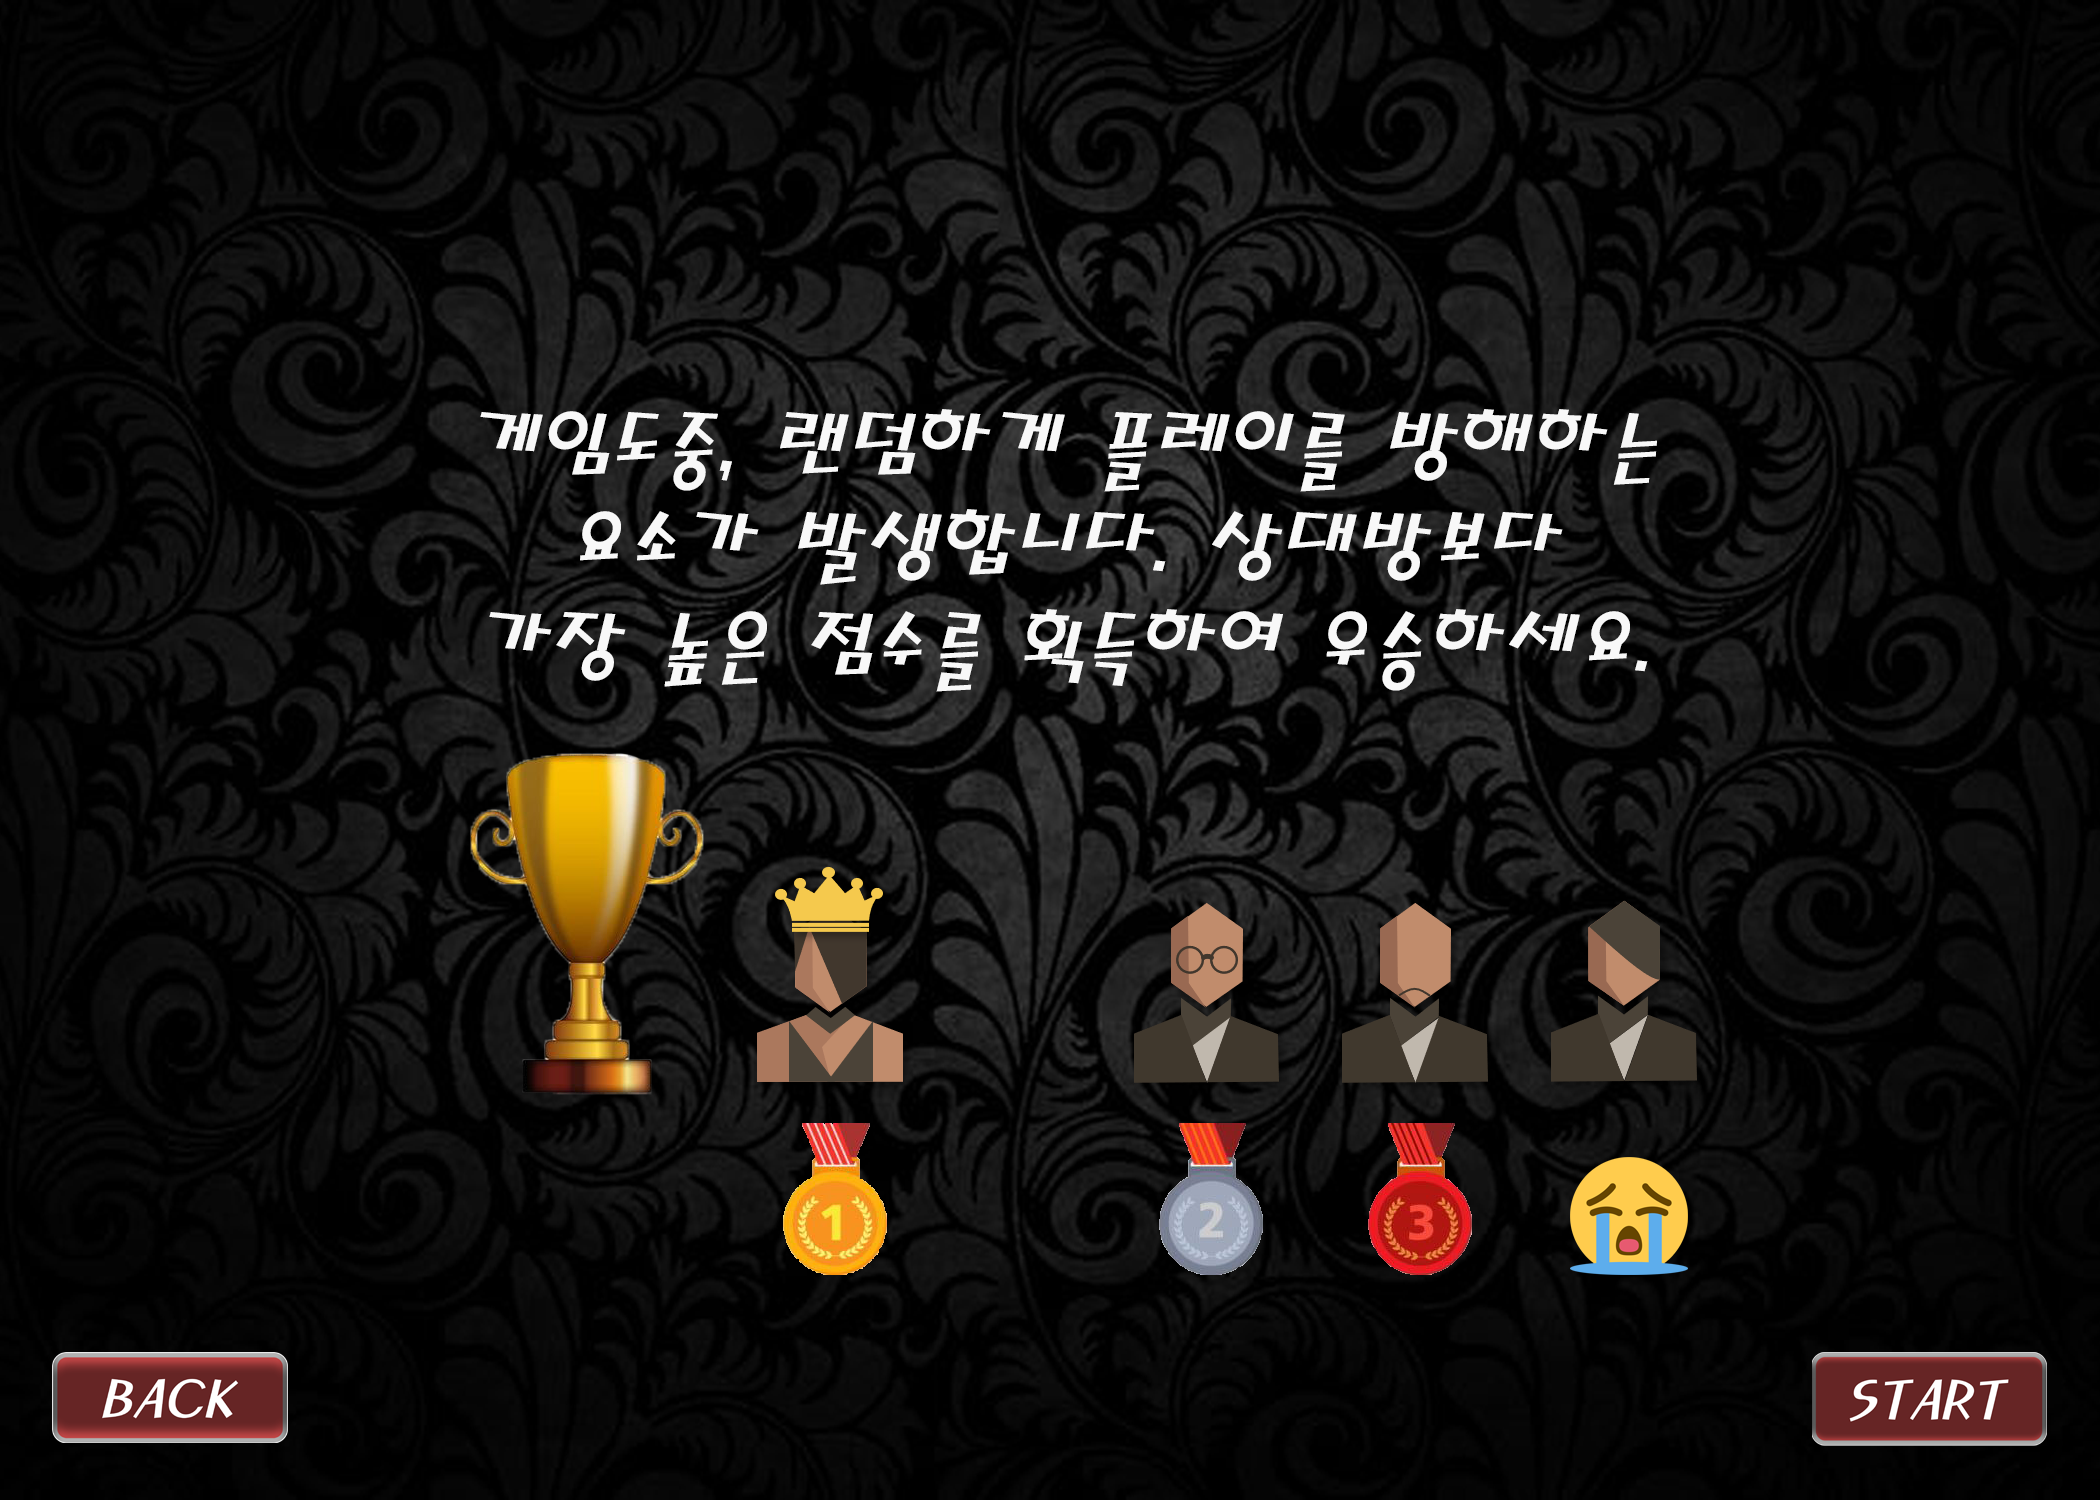 게임도중, 랜덤하게 플레이를 방해하는
요소가 발생합니다. 상대방보다
가장 높은 점수를 획득하여 우승하세요.
1
2
3
BACK
START